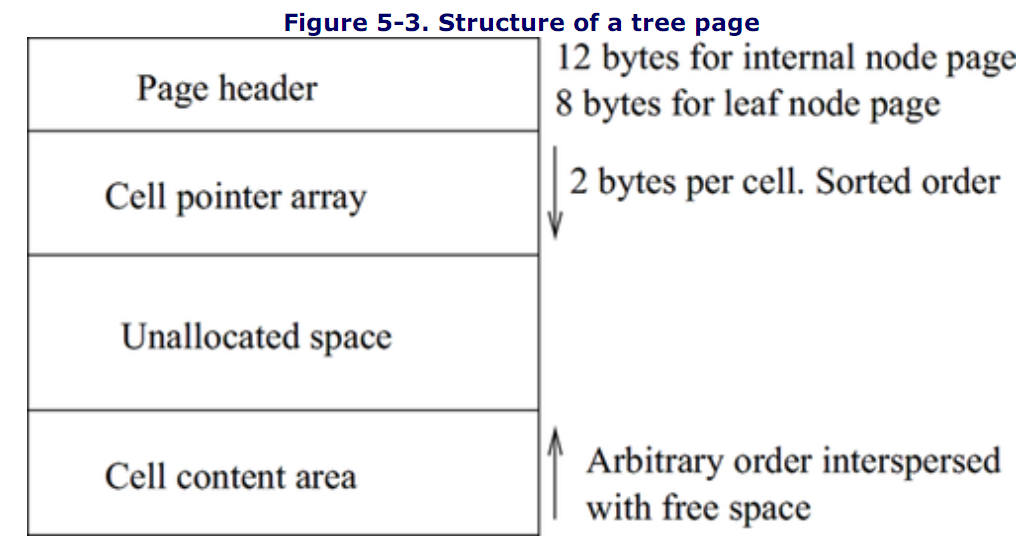 Figure 5-3. Structure of a tree page
Page header
12 bytes for internal node page
8 bytes for leaf node page
Cell pointer array
2 bytes per cell. Sorted order
Unallocated space
Cell content area
Arbitrary order interspersed
with free space